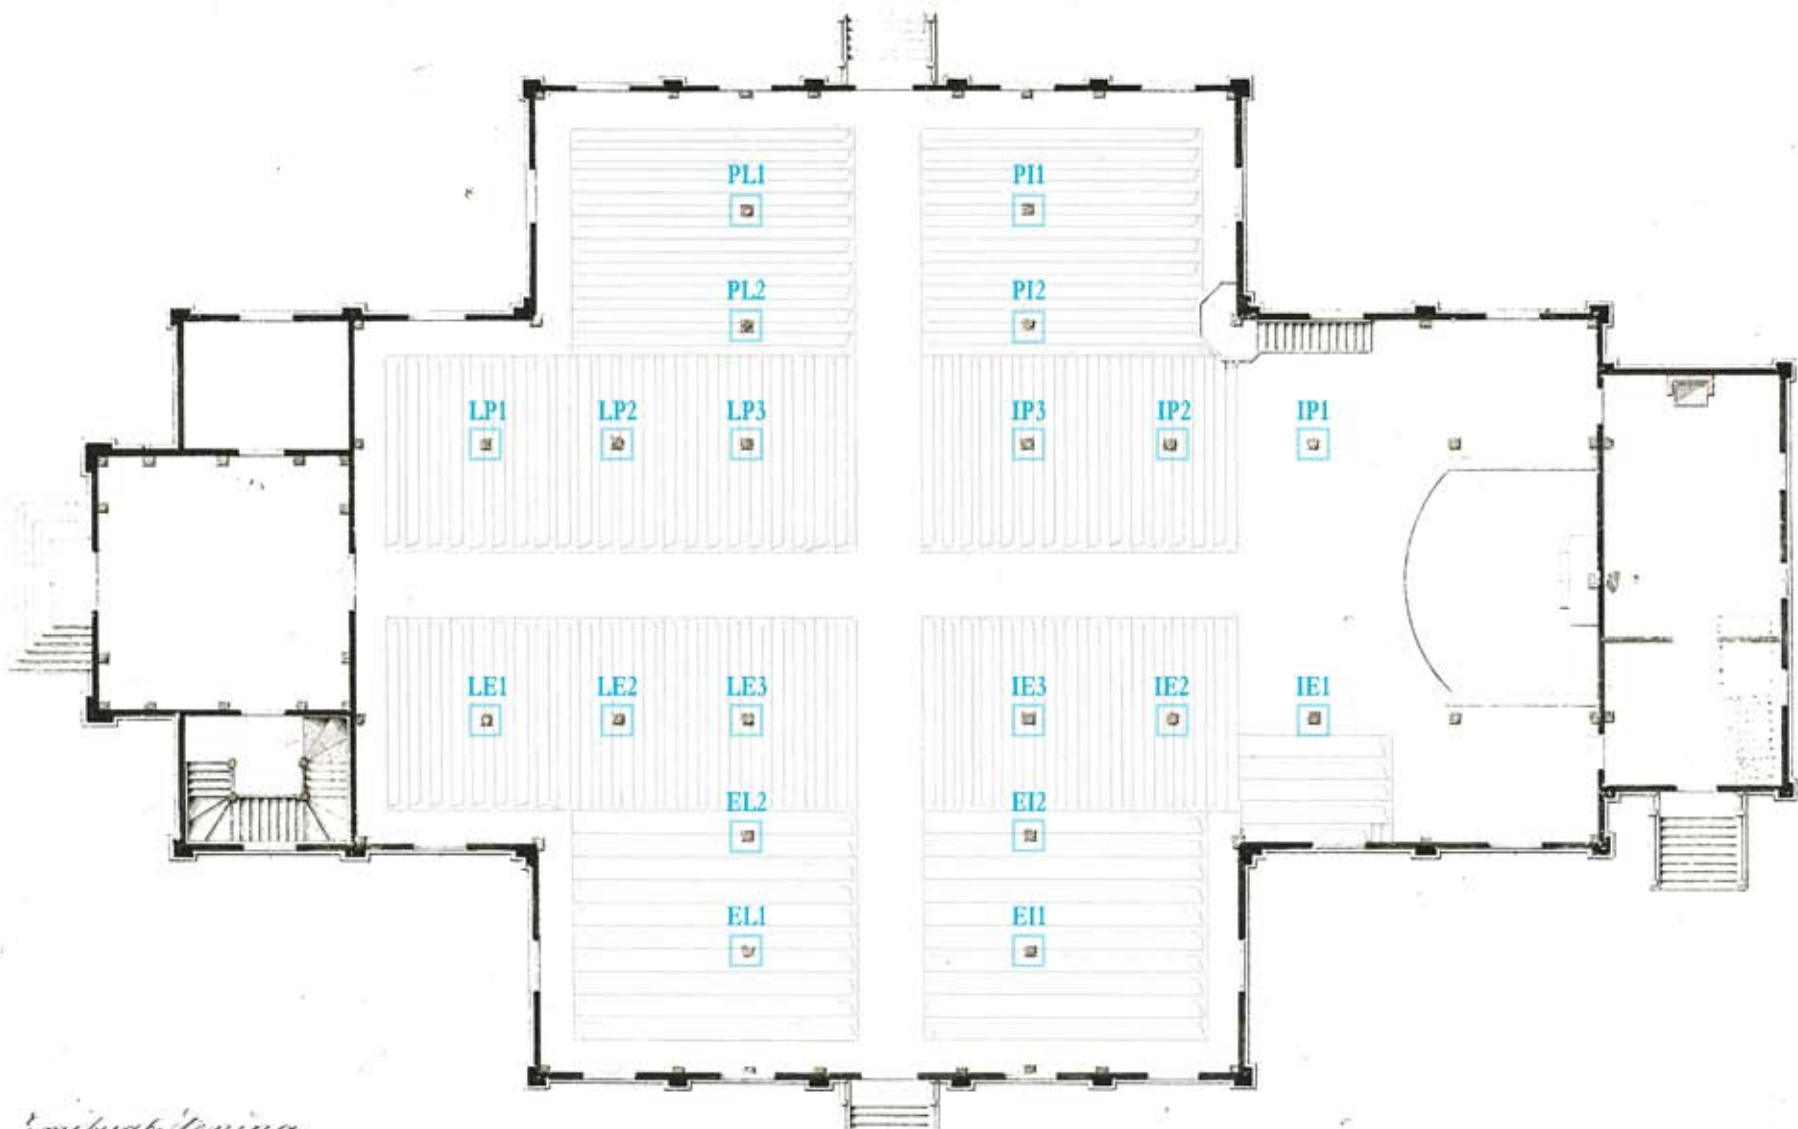 PL1 PI1
PL2 PI2
LP1 LP2 LP3 IP3 IP2 IP1
LE1 LE2 LE3 IE3 IE2 IE1
EL2 EI2
EL1 EI1